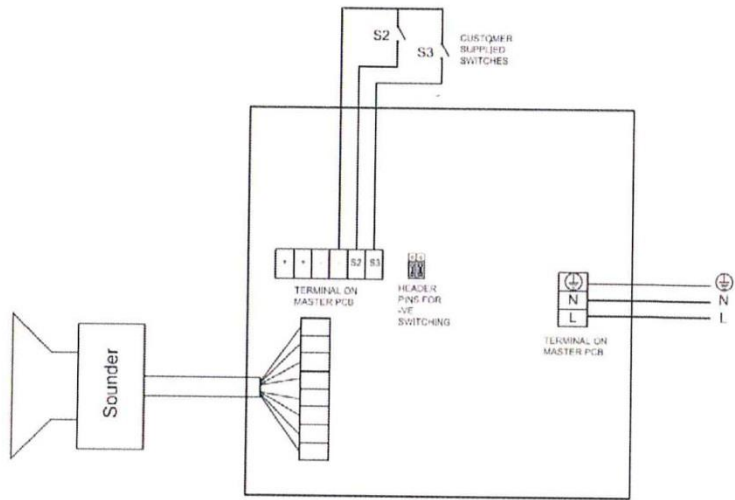 S2
S3
CUSTOMER
SUPPLIED
SWITCHES
+ + - - S2 S3
TERMINAL ON
MASTER PCB
HEADER
PINS FOR
-VE
SWITCHING
N
L
TERMINAL ON
MASTER PCB
N
L
Sounder